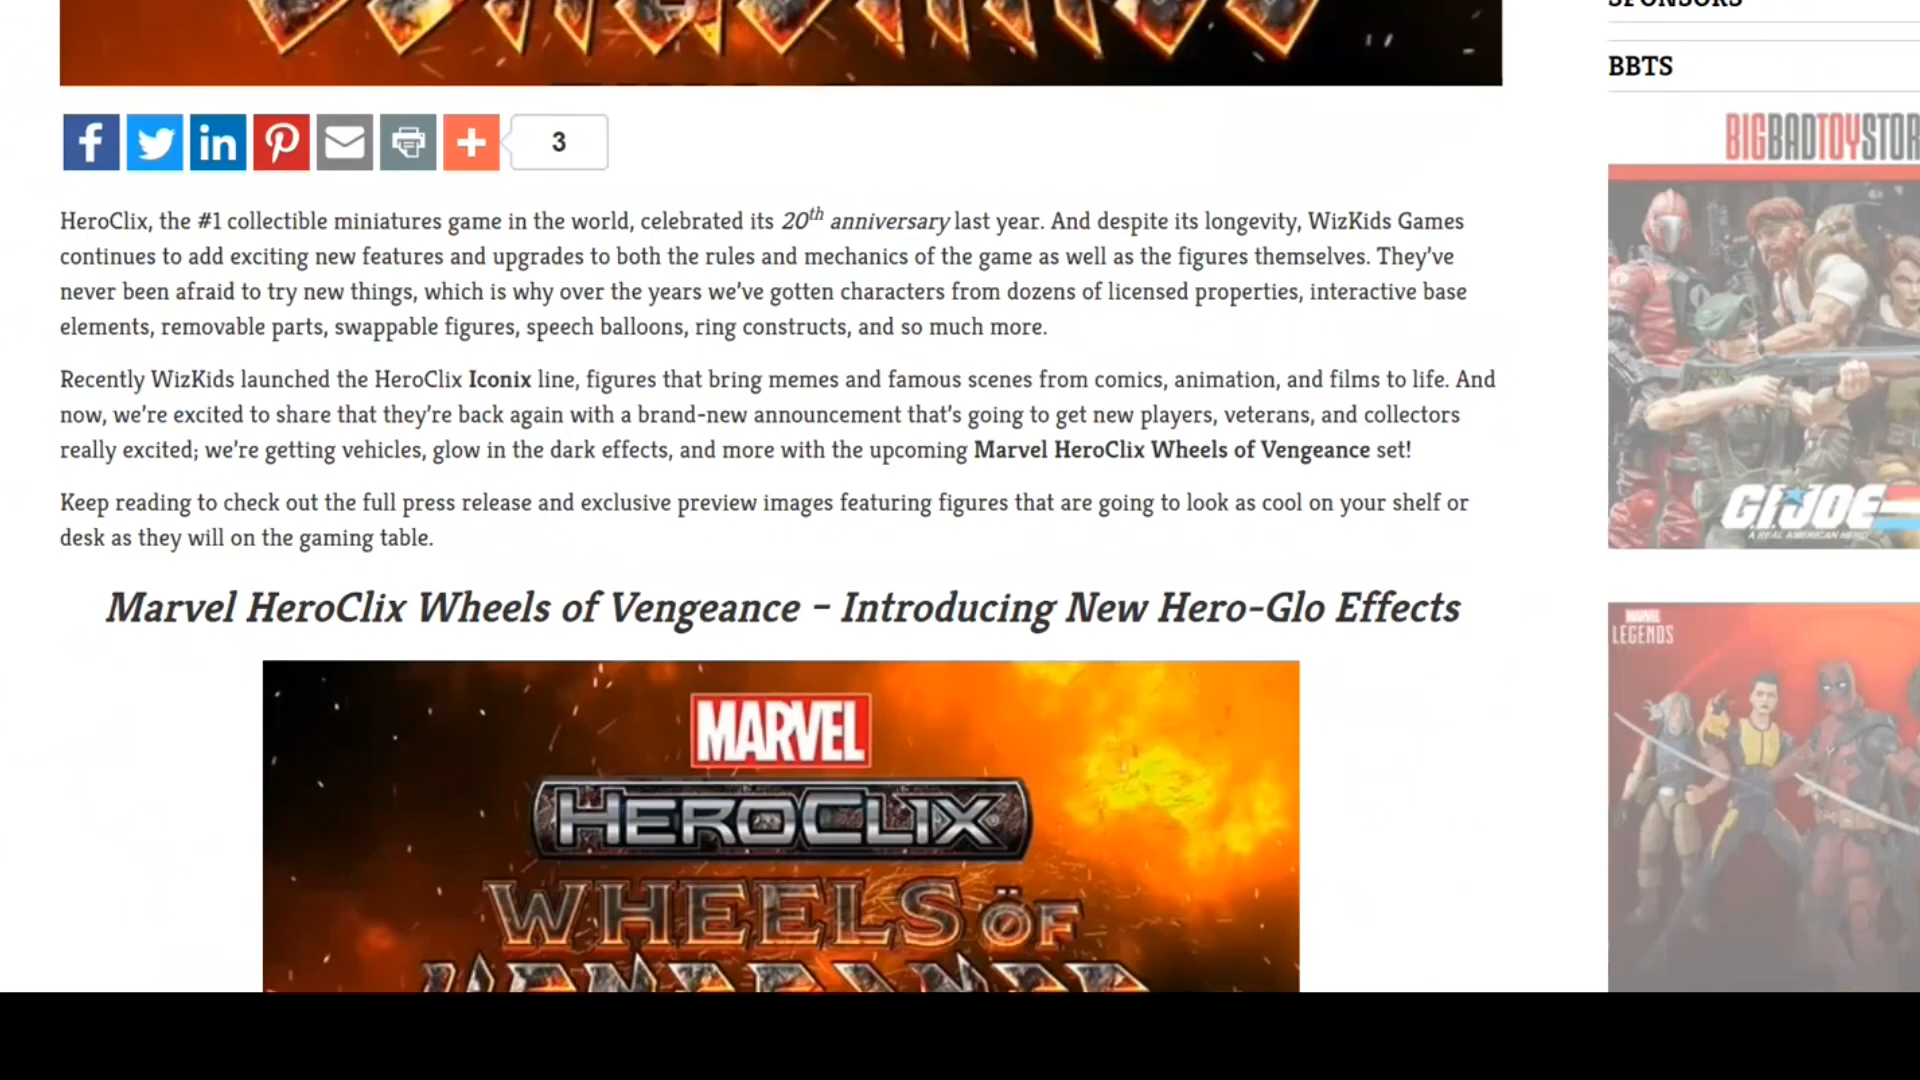 SPONSORS
BBTS
BIGBADTOYSTOR
3
HeroClix, the #1 collectible miniatures game in the world, celebrated its 20th anniversary last year. And despite its longevity, WizKids Games
continues to add exciting new features and upgrades to both the rules and mechanics of the game as well as the figures themselves. They've
never been afraid to try new things, which is why over the years we've gotten characters from dozens of licensed properties, interactive base
elements, removable parts, swappable figures, speech balloons, ring constructs, and so much more.
Recently WizKids launched the HeroClix Iconix line, figures that bring memes and famous scenes from comics, animation, and films to life. And
now, we're excited to share that they're back again with a brand-new announcement that's going to get new players, veterans, and collectors
really excited; we're getting vehicles, glow in the dark effects, and more with the upcoming Marvel HeroClix Wheels of Vengeance set!
Keep reading to check out the full press release and exclusive preview images featuring figures that are going to look as cool on your shelf or
desk as they will on the gaming table.
G.I. JOE
A REAL AMERICAN HERO
Marvel HeroClix Wheels of Vengeance – Introducing New Hero-Glo Effects
MARVEL
LEGENDS
MARVEL
HEROCLIX
WHEELS ÖF
VENGEANCE